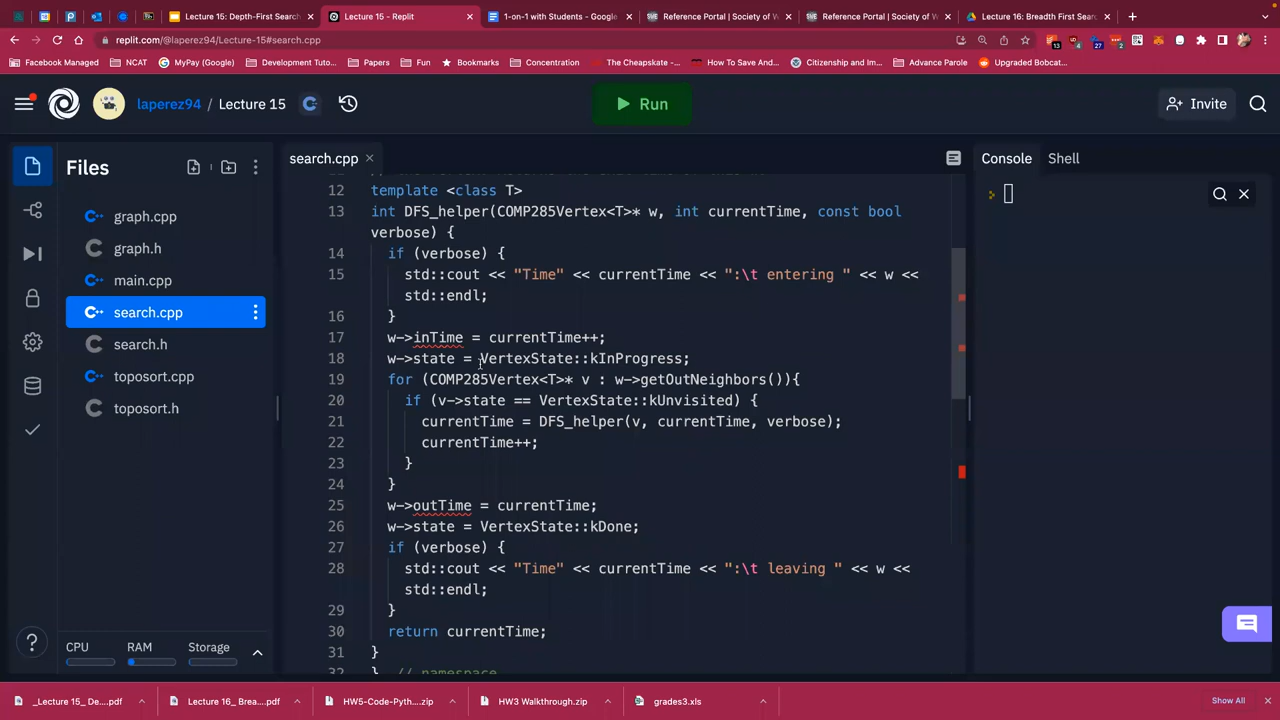 Lecture 15: Depth-First Search
Lecture 15 - Replit
1-on-1 with Students - Google
Reference Portal | Society of W
Reference Portal | Society of W
Lecture 16: Breadth First Sear
replit.com/@laperez94/Lecture-15#search.cpp
Facebook Managed
NCAT
MyPay (Google)
Development Tuto...
Papers
Fun
Bookmarks
Concentration
The Cheapskate -...
How To Save And...
Citizenship and Im...
Advance Parole
Upgraded Bobcat...
laperez94 / Lecture 15
Run
Invite
Files
search.cpp
Console
Shell
graph.cpp
graph.h
main.cpp
search.cpp
search.h
toposort.cpp
toposort.h
12 template <class T>
13 int DFS_helper(COMP285Vertex<T>* w, int currentTime, const bool
verbose) {
14 if (verbose) {
15 std::cout << "Time" << currentTime << ":\t entering " << w <<
std::endl;
16 }
17 w->inTime = currentTime++;
18 w->state = VertexState::kInProgress;
19 for (COMP285Vertex<T>* v : w->getOutNeighbors()){
20 if (v->state == VertexState::kUnvisited) {
21 currentTime = DFS_helper(v, currentTime, verbose);
22 currentTime++;
23 }
24 }
25 w->outTime = currentTime;
26 w->state = VertexState::kDone;
27 if (verbose) {
28 std::cout << "Time" << currentTime << ":\t leaving " << w <<
std::endl;
29 }
30 return currentTime;
31 }
32 } // namespace
CPU
RAM
Storage
_Lecture 15_ De....pdf
Lecture 16_ Brea....pdf
HW5-Code-Pyth....zip
HW3 Walkthrough.zip
grades3.xls
Show All